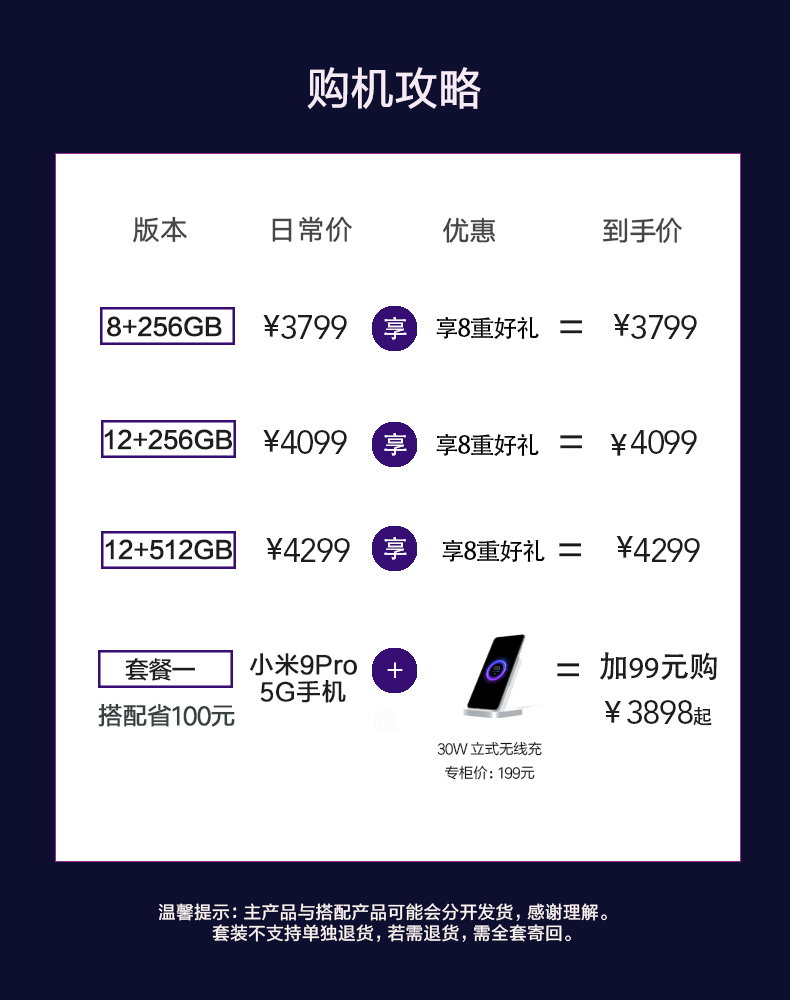 购机攻略
版本 日常价 优惠 到手价
8+256GB ¥3799 享 享8重好礼 = ¥3799
12+256GB ¥4099 享 享8重好礼 = ¥4099
12+512GB ¥4299 享 享8重好礼 = ¥4299
套餐一 小米9Pro + = 加99元购
5G手机
搭配省100元 ¥3898起
30W 立式无线充
专柜价：199元
温馨提示：主产品与搭配产品可能会分开发货，感谢理解。
套装不支持单独退货，若需退货，需全套寄回。